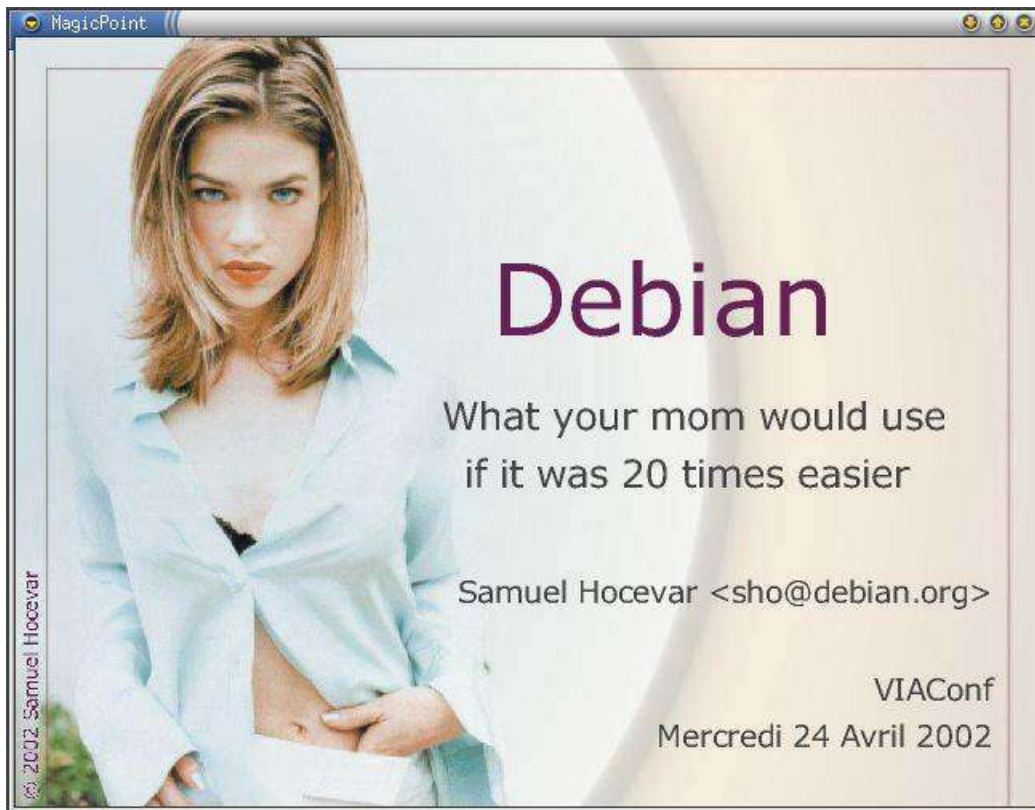 MagicPoint
Debian
What your mom would use
if it was 20 times easier
Samuel Hocevar <sho@debian.org>
VIAConf
Mercredi 24 Avril 2002
© 2002 Samuel Hocevar